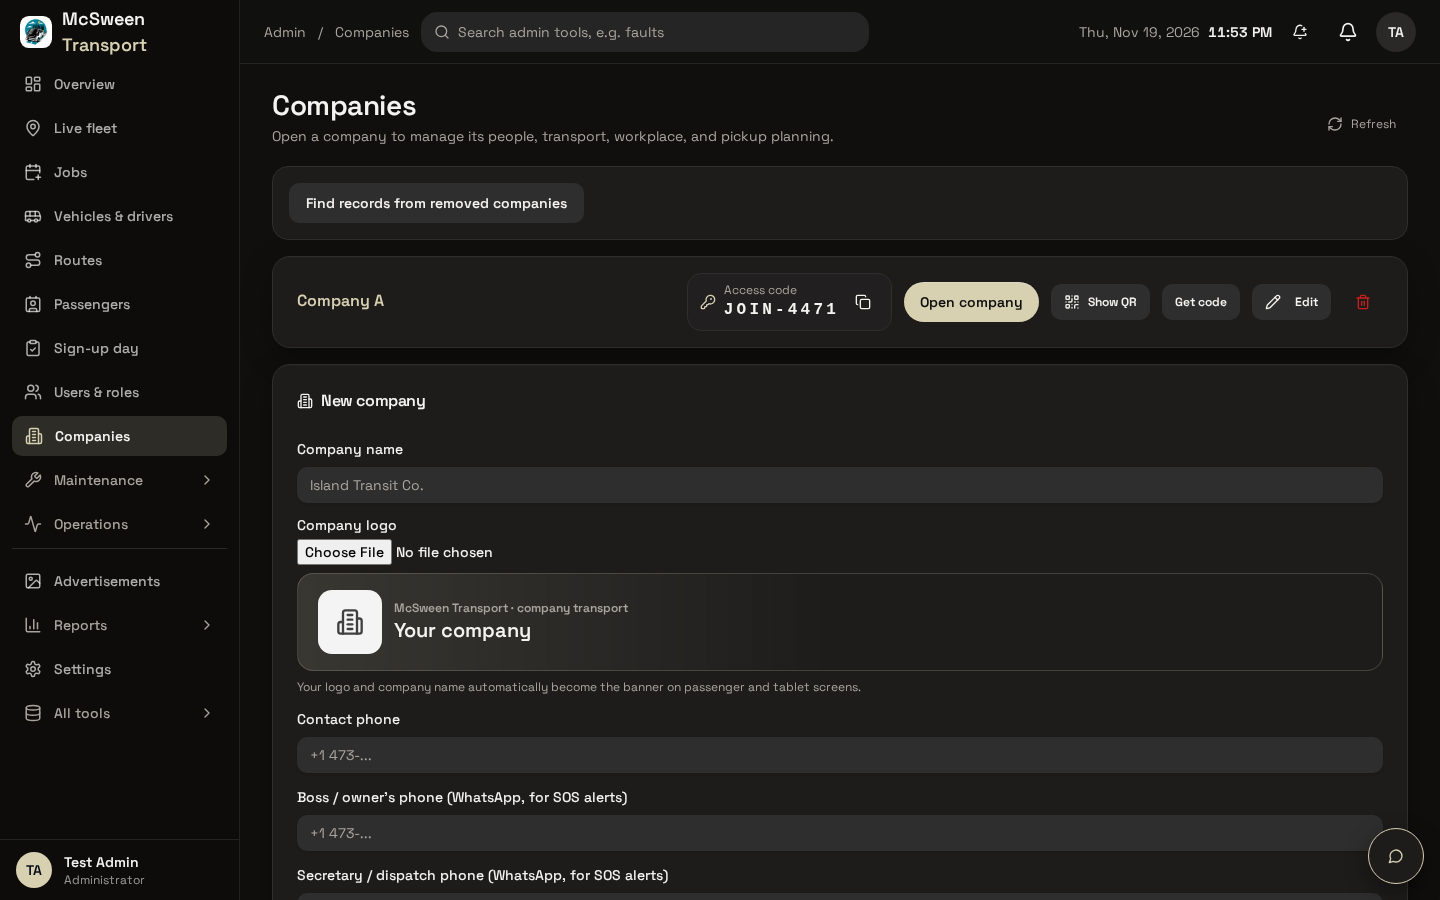 McSween
Transport
Admin / Companies
Search admin tools, e.g. faults
Thu, Nov 19, 2026 11:53 PM
TA
Overview
Live fleet
Jobs
Vehicles & drivers
Routes
Passengers
Sign-up day
Users & roles
Companies
Maintenance
Operations
Advertisements
Reports
Settings
All tools
TA
Test Admin
Administrator
Companies
Open a company to manage its people, transport, workplace, and pickup planning.
Refresh
Find records from removed companies
Company A
Access code
JOIN-4471
Open company
Show QR
Get code
Edit
New company
Company name
Island Transit Co.
Company logo
Choose File No file chosen
McSween Transport · company transport
Your company
Your logo and company name automatically become the banner on passenger and tablet screens.
Contact phone
+1 473-...
Boss / owner's phone (WhatsApp, for SOS alerts)
+1 473-...
Secretary / dispatch phone (WhatsApp, for SOS alerts)